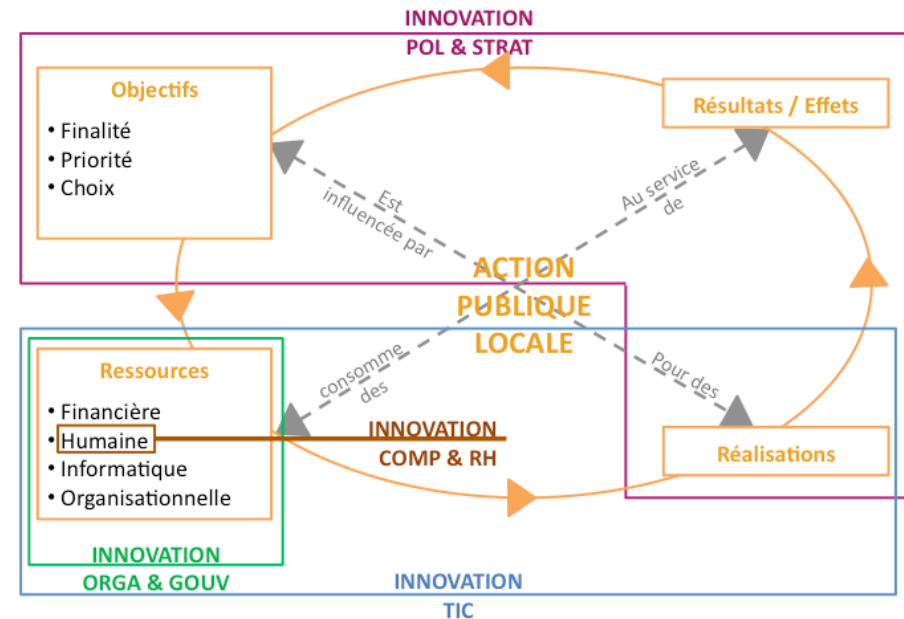 INNOVATION
POL & STRAT
Objectifs
• Finalité
• Priorité
• Choix
Résultats / Effets
Est
influencée par
Au service
de
ACTION
PUBLIQUE
LOCALE
consomme
des
Pour des
Ressources
• Financière
• Humaine
• Informatique
• Organisationnelle
INNOVATION
COMP & RH
Réalisations
INNOVATION
ORGA & GOUV
INNOVATION
TIC